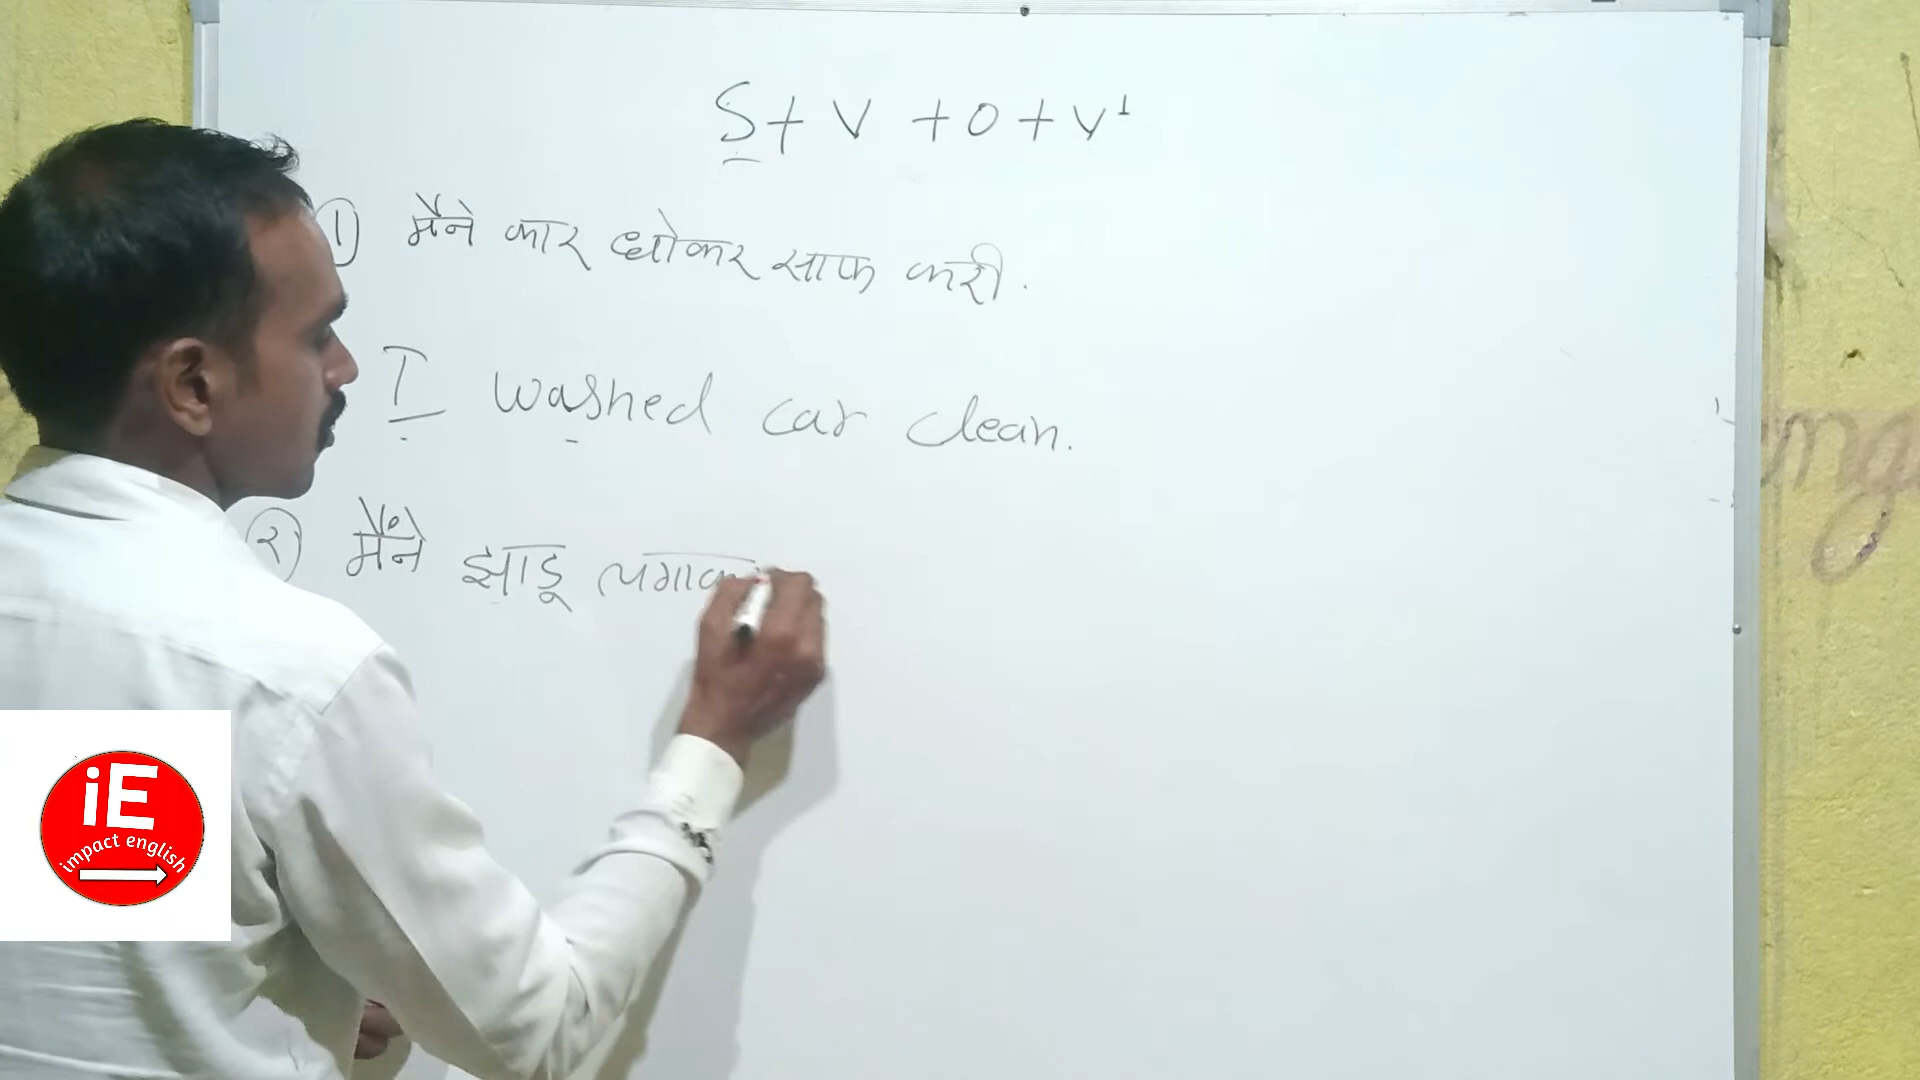 S + V + O + V¹
① मैंने कार धोकर साफ करी.
I washed car clean.
② मैंने झाडू लगाक
iE
impact english